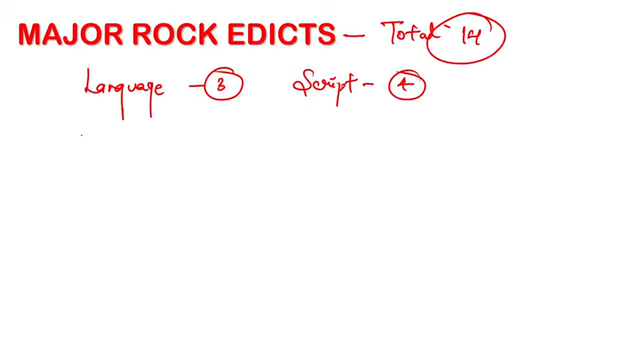 MAJOR ROCK EDICTS — Total 14
Language — 3 Script — 4